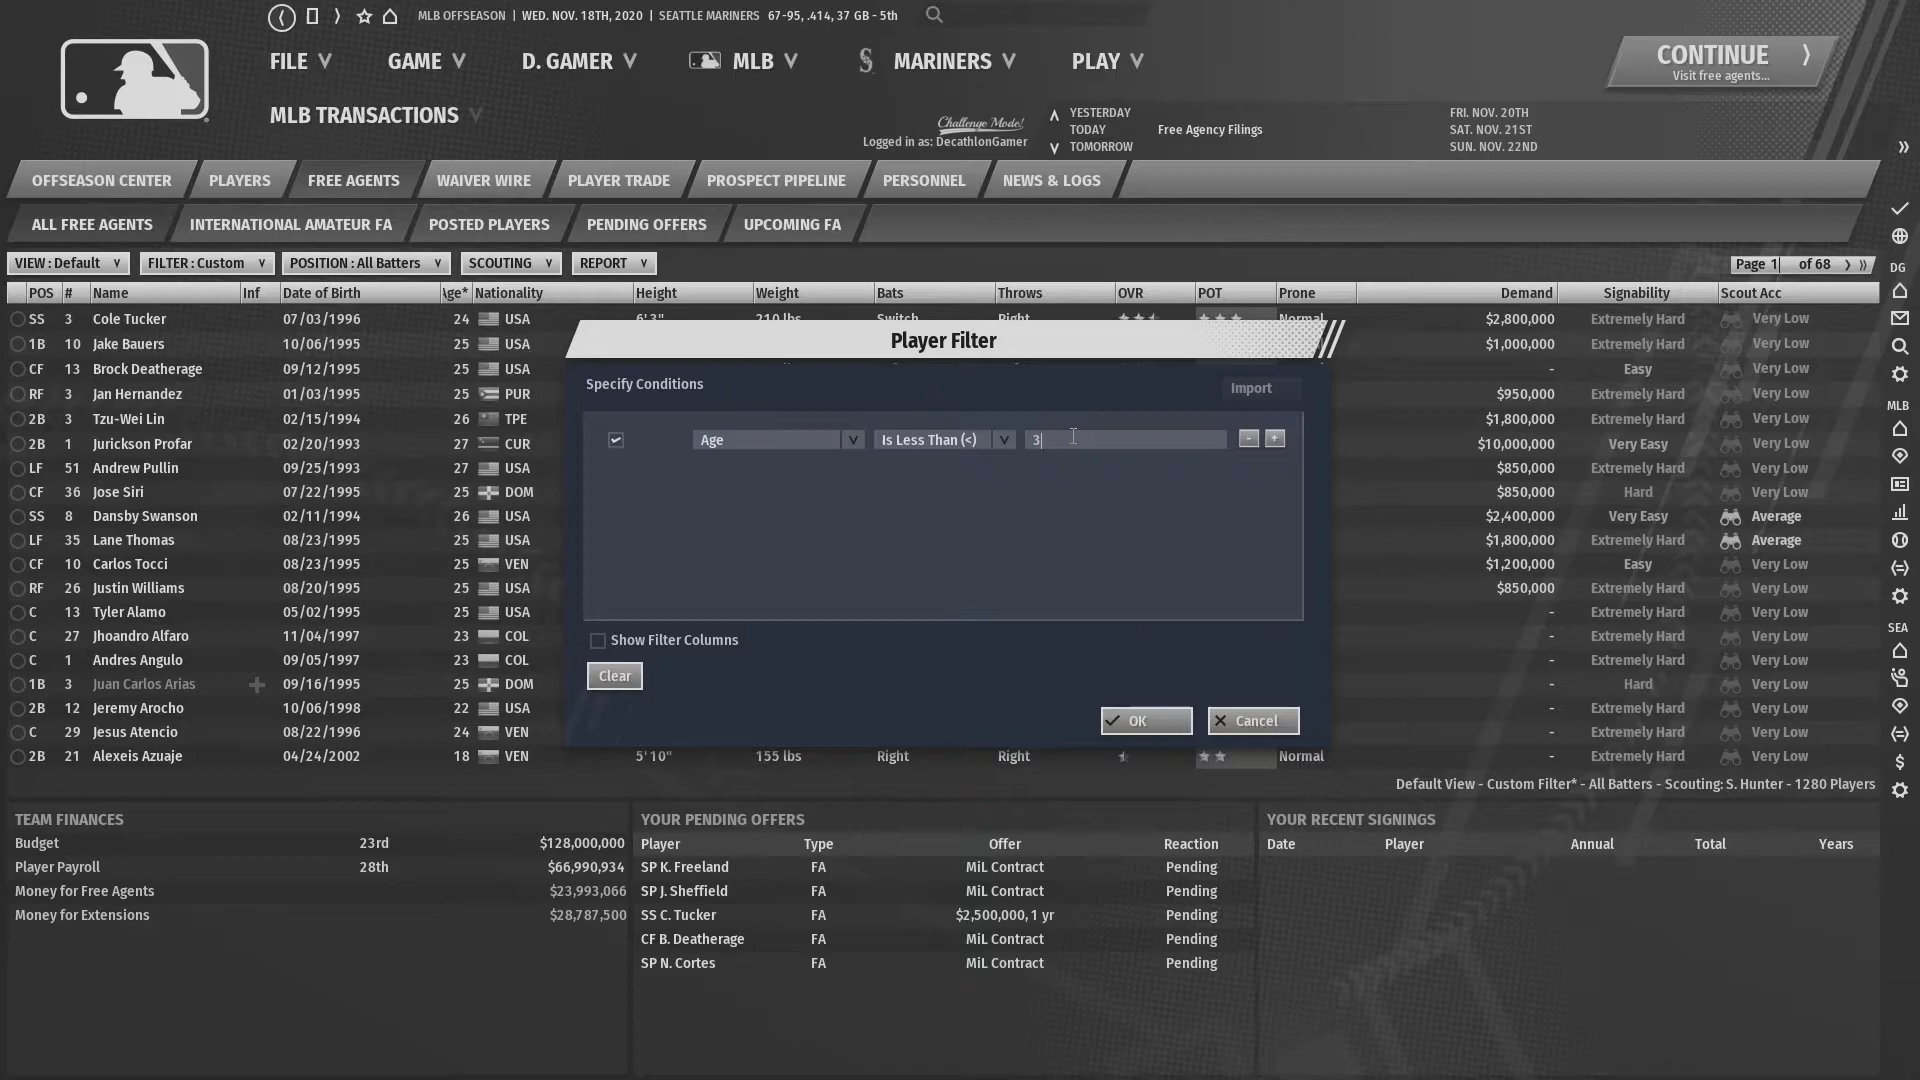 MLB OFFSEASON | WED. NOV. 18TH, 2020 | SEATTLE MARINERS 67-95, .414, 37 GB - 5th
FILE GAME D. GAMER MLB MARINERS PLAY
CONTINUE
Visit free agents...
MLB TRANSACTIONS
Challenge Mode!
Logged in as: DecathlonGamer
YESTERDAY
TODAY
TOMORROW
Free Agency Filings
FRI. NOV. 20TH
SAT. NOV. 21ST
SUN. NOV. 22ND
OFFSEASON CENTER PLAYERS FREE AGENTS WAIVER WIRE PLAYER TRADE PROSPECT PIPELINE PERSONNEL NEWS & LOGS
ALL FREE AGENTS INTERNATIONAL AMATEUR FA POSTED PLAYERS PENDING OFFERS UPCOMING FA
VIEW : Default FILTER : Custom POSITION : All Batters SCOUTING REPORT Page 1 of 68
POS # Name Inf Date of Birth Age* Nationality Height Weight Bats Throws OVR POT Prone Demand Signability Scout Acc
SS 3 Cole Tucker 07/03/1996 24 USA 6'3" 210 lbs Switch Right Normal $2,800,000 Extremely Hard Very Low
1B 10 Jake Bauers 10/06/1995 25 USA $1,000,000 Extremely Hard Very Low
CF 13 Brock Deatherage 09/12/1995 25 USA - Easy Very Low
RF 3 Jan Hernandez 01/03/1995 25 PUR $950,000 Extremely Hard Very Low
2B 3 Tzu-Wei Lin 02/15/1994 26 TPE $1,800,000 Extremely Hard Very Low
2B 1 Jurickson Profar 02/20/1993 27 CUR $10,000,000 Very Easy Very Low
LF 51 Andrew Pullin 09/25/1993 27 USA $850,000 Extremely Hard Very Low
CF 36 Jose Siri 07/22/1995 25 DOM $850,000 Hard Very Low
SS 8 Dansby Swanson 02/11/1994 26 USA $2,400,000 Very Easy Average
LF 35 Lane Thomas 08/23/1995 25 USA $1,800,000 Extremely Hard Average
CF 10 Carlos Tocci 08/23/1995 25 VEN $1,200,000 Easy Very Low
RF 26 Justin Williams 08/20/1995 25 USA $850,000 Extremely Hard Very Low
C 13 Tyler Alamo 05/02/1995 25 USA - Extremely Hard Very Low
C 27 Jhoandro Alfaro 11/04/1997 23 COL - Extremely Hard Very Low
C 1 Andres Angulo 09/05/1997 23 COL - Extremely Hard Very Low
1B 3 Juan Carlos Arias 09/16/1995 25 DOM - Hard Very Low
2B 12 Jeremy Arocho 10/06/1998 22 USA - Extremely Hard Very Low
C 29 Jesus Atencio 08/22/1996 24 VEN - Extremely Hard Very Low
2B 21 Alexeis Azuaje 04/24/2002 18 VEN 5'10" 155 lbs Right Right Normal - Extremely Hard Very Low
Player Filter
Specify Conditions
Import
Age Is Less Than (<) 3 - +
Show Filter Columns
Clear
OK Cancel
DG
MLB
SEA
Default View - Custom Filter* - All Batters - Scouting: S. Hunter - 1280 Players
TEAM FINANCES
Budget 23rd $128,000,000
Player Payroll 28th $66,990,934
Money for Free Agents $23,993,066
Money for Extensions $28,787,500
YOUR PENDING OFFERS
Player Type Offer Reaction
SP K. Freeland FA MiL Contract Pending
SP J. Sheffield FA MiL Contract Pending
SS C. Tucker FA $2,500,000, 1 yr Pending
CF B. Deatherage FA MiL Contract Pending
SP N. Cortes FA MiL Contract Pending
YOUR RECENT SIGNINGS
Date Player Annual Total Years